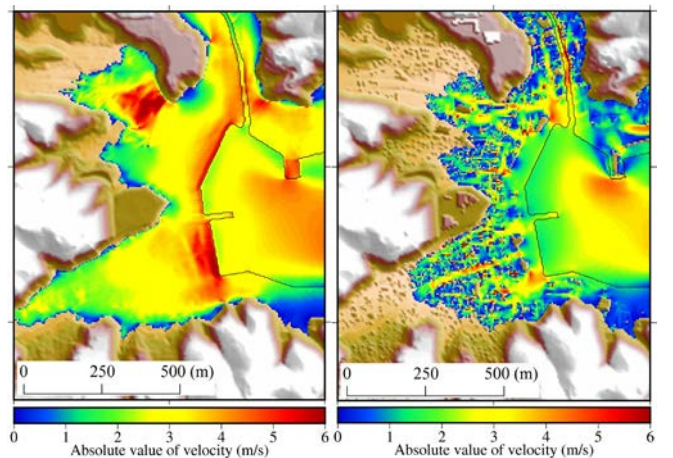 0 250 500 (m)
0 250 500 (m)
0 1 2 3 4 5 6
Absolute value of velocity (m/s)
0 1 2 3 4 5 6
Absolute value of velocity (m/s)